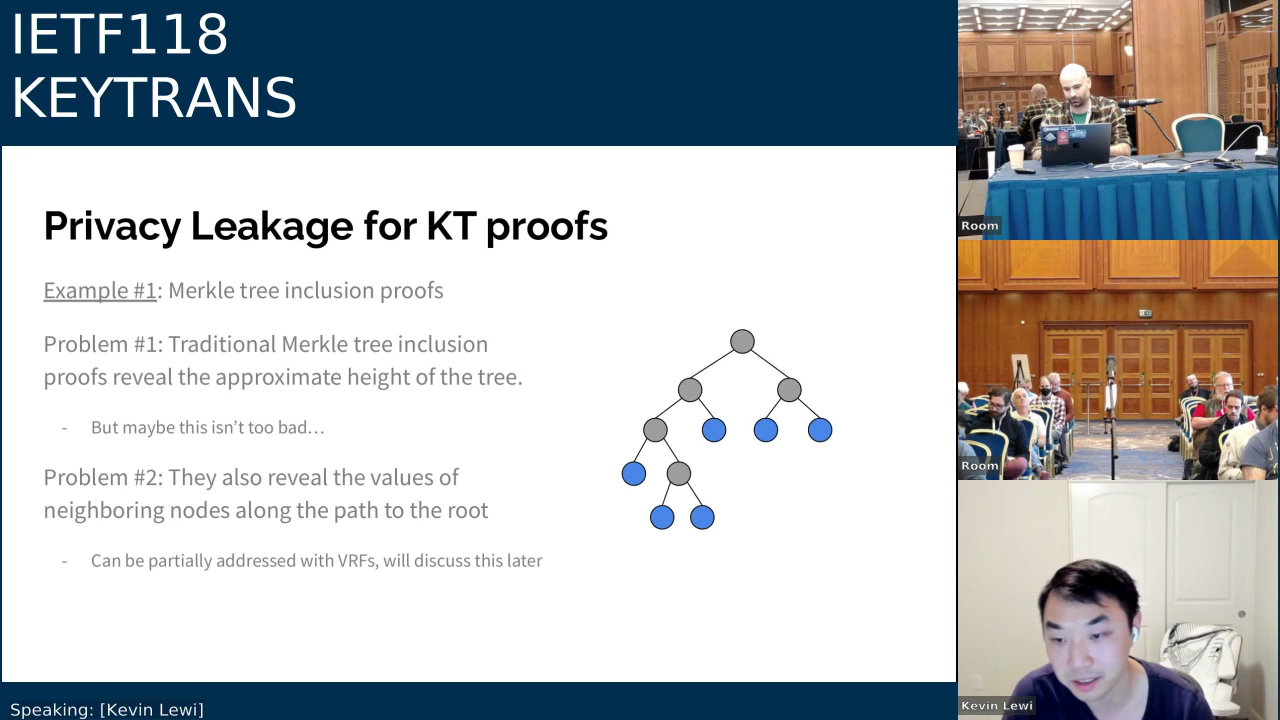 IETF118
KEYTRANS
Privacy Leakage for KT proofs
Example #1: Merkle tree inclusion proofs
Problem #1: Traditional Merkle tree inclusion
proofs reveal the approximate height of the tree.
- But maybe this isn’t too bad…
Problem #2: They also reveal the values of
neighboring nodes along the path to the root
- Can be partially addressed with VRFs, will discuss this later
Speaking: [Kevin Lewi]
Room
Room
Kevin Lewi